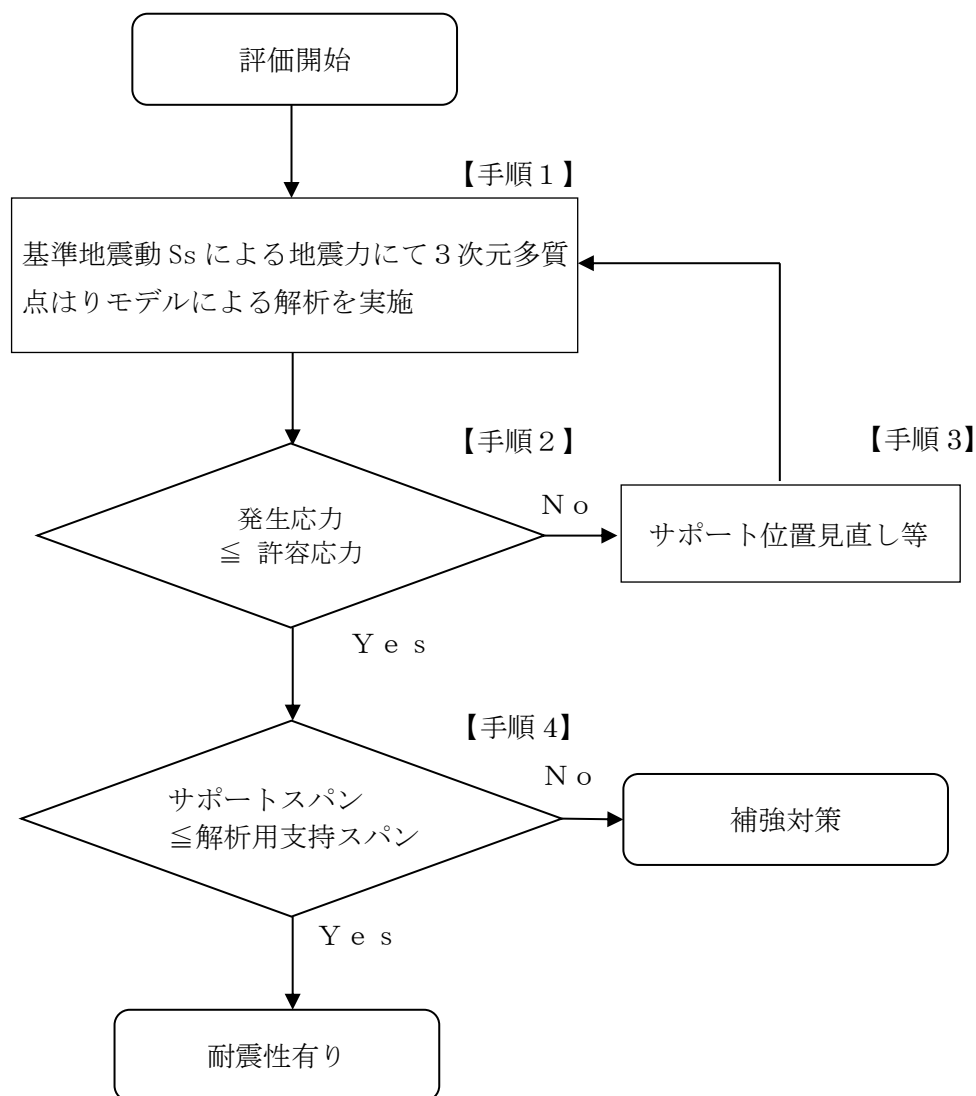 評価開始
【手順１】
基準地震動 Ss による地震力にて３次元多質
点はりモデルによる解析を実施
【手順２】
【手順 3】
発生応力
≦ 許容応力
Ｎｏ
サポート位置見直し等
Ｙｅｓ
【手順 4】
サポートスパン
≦解析用支持スパン
Ｎｏ
補強対策
Ｙｅｓ
耐震性有り